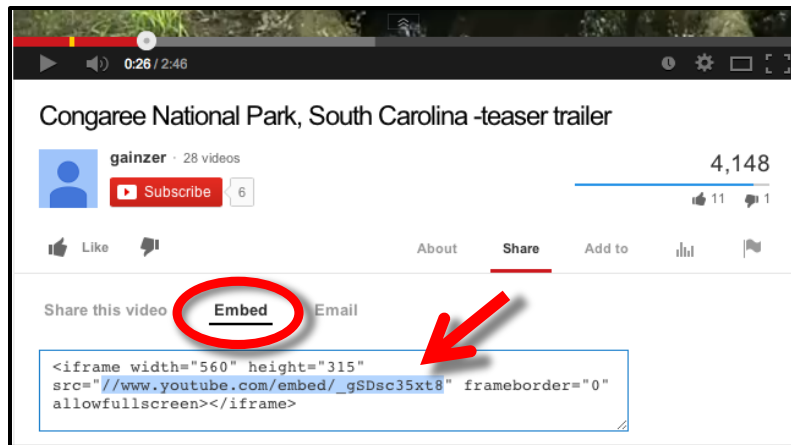 0:26 / 2:46
Congaree National Park, South Carolina -teaser trailer
gainzer · 28 videos
4,148
Subscribe 6
11 1
Like About Share Add to
Share this video Embed Email
<iframe width="560" height="315"
src="//www.youtube.com/embed/_gSDsc35xt8" frameborder="0"
allowfullscreen></iframe>